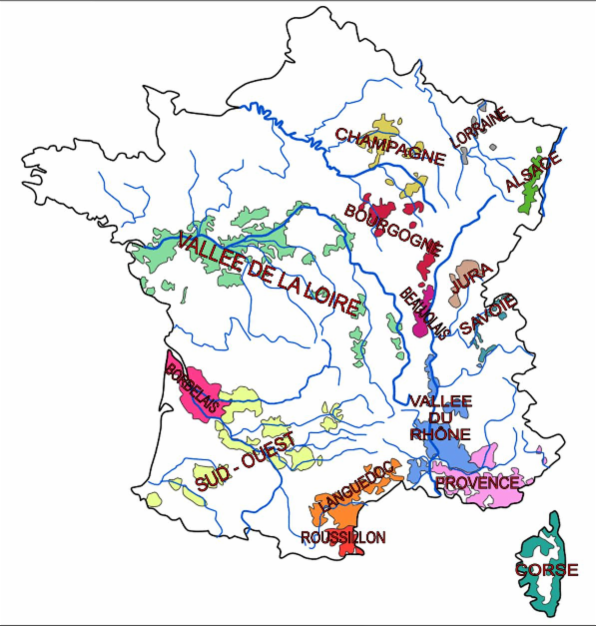 LORRAINE
CHAMPAGNE
ALSACE
BOURGOGNE
VALLEE DE LA LOIRE
JURA
BEAUJOLAIS
SAVOIE
BORDELAIS
VALLEE
DU
RHÔNE
SUD - OUEST
LANGUEDOC
PROVENCE
ROUSSILLON
CORSE